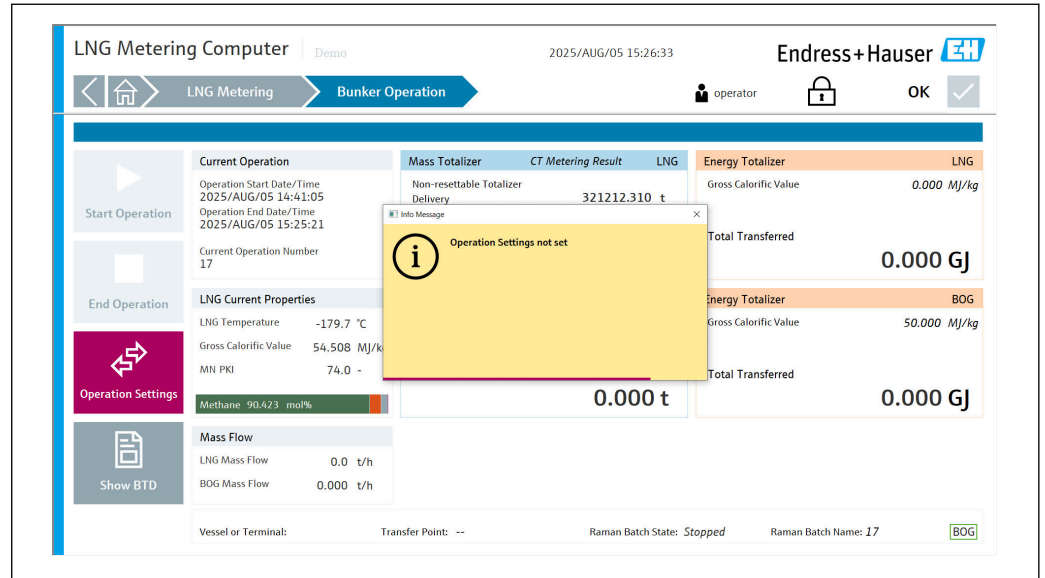 LNG Metering Computer
Demo
2025/AUG/05 15:26:33
Endress+Hauser EH
LNG Metering
Bunker Operation
operator
1
OK
Start Operation
End Operation
Operation Settings
Show BTD
Current Operation
Operation Start Date/Time
2025/AUG/05 14:41:05
Operation End Date/Time
2025/AUG/05 15:25:21
Current Operation Number
17
LNG Current Properties
LNG Temperature -179.7 °C
Gross Calorific Value 54.508 MJ/k
MN PKI 74.0 -
Methane 90.423 mol%
Mass Flow
LNG Mass Flow 0.0 t/h
BOG Mass Flow 0.000 t/h
Mass Totalizer CT Metering Result LNG
Non-resettable Totalizer
Delivery 321212.310 t
Info Message
i
Operation Settings not set
0.000 t
Energy Totalizer LNG
Gross Calorific Value 0.000 MJ/kg
Total Transferred
0.000 GJ
Energy Totalizer BOG
Gross Calorific Value 50.000 MJ/kg
Total Transferred
0.000 GJ
Vessel or Terminal: Transfer Point: -- Raman Batch State: Stopped Raman Batch Name: 17 BOG